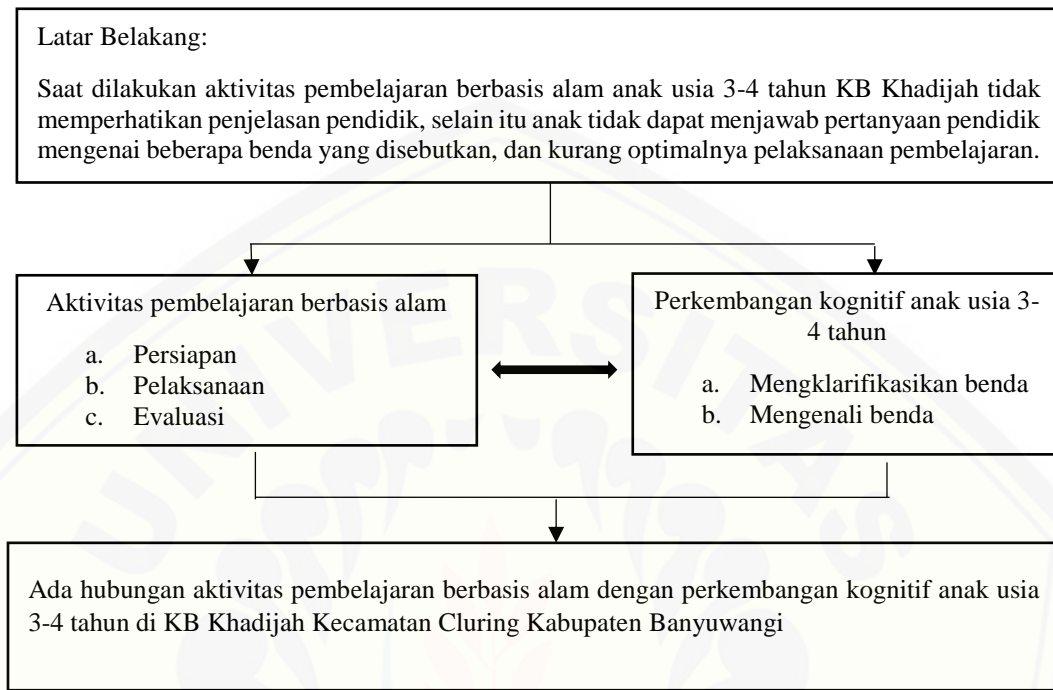 Latar Belakang:
Saat dilakukan aktivitas pembelajaran berbasis alam anak usia 3-4 tahun KB Khadijah tidak
memperhatikan penjelasan pendidik, selain itu anak tidak dapat menjawab pertanyaan pendidik
mengenai beberapa benda yang disebutkan, dan kurang optimalnya pelaksanaan pembelajaran.
Aktivitas pembelajaran berbasis alam
a. Persiapan
b. Pelaksanaan
c. Evaluasi
Perkembangan kognitif anak usia 3-
4 tahun
a. Mengklarifikasikan benda
b. Mengenali benda
Ada hubungan aktivitas pembelajaran berbasis alam dengan perkembangan kognitif anak usia
3-4 tahun di KB Khadijah Kecamatan Cluring Kabupaten Banyuwangi
UNIVERSITAS